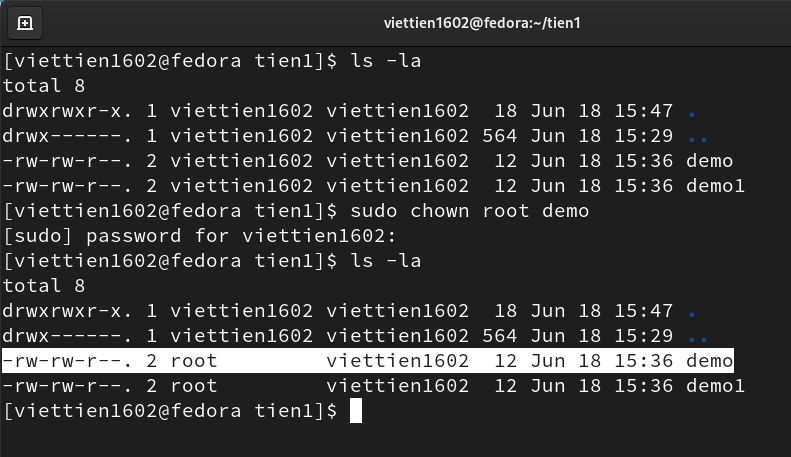 viettien1602@fedora:~/tien1
[viettien1602@fedora tien1]$ ls -la
total 8
drwxrwxr-x. 1 viettien1602 viettien1602  18 Jun 18 15:47 .
drwx------. 1 viettien1602 viettien1602 564 Jun 18 15:29 ..
-rw-rw-r--. 2 viettien1602 viettien1602  12 Jun 18 15:36 demo
-rw-rw-r--. 2 viettien1602 viettien1602  12 Jun 18 15:36 demo1
[viettien1602@fedora tien1]$ sudo chown root demo
[sudo] password for viettien1602:
[viettien1602@fedora tien1]$ ls -la
total 8
drwxrwxr-x. 1 viettien1602 viettien1602  18 Jun 18 15:47 .
drwx------. 1 viettien1602 viettien1602 564 Jun 18 15:29 ..
-rw-rw-r--. 2 root         viettien1602  12 Jun 18 15:36 demo
-rw-rw-r--. 2 root         viettien1602  12 Jun 18 15:36 demo1
[viettien1602@fedora tien1]$